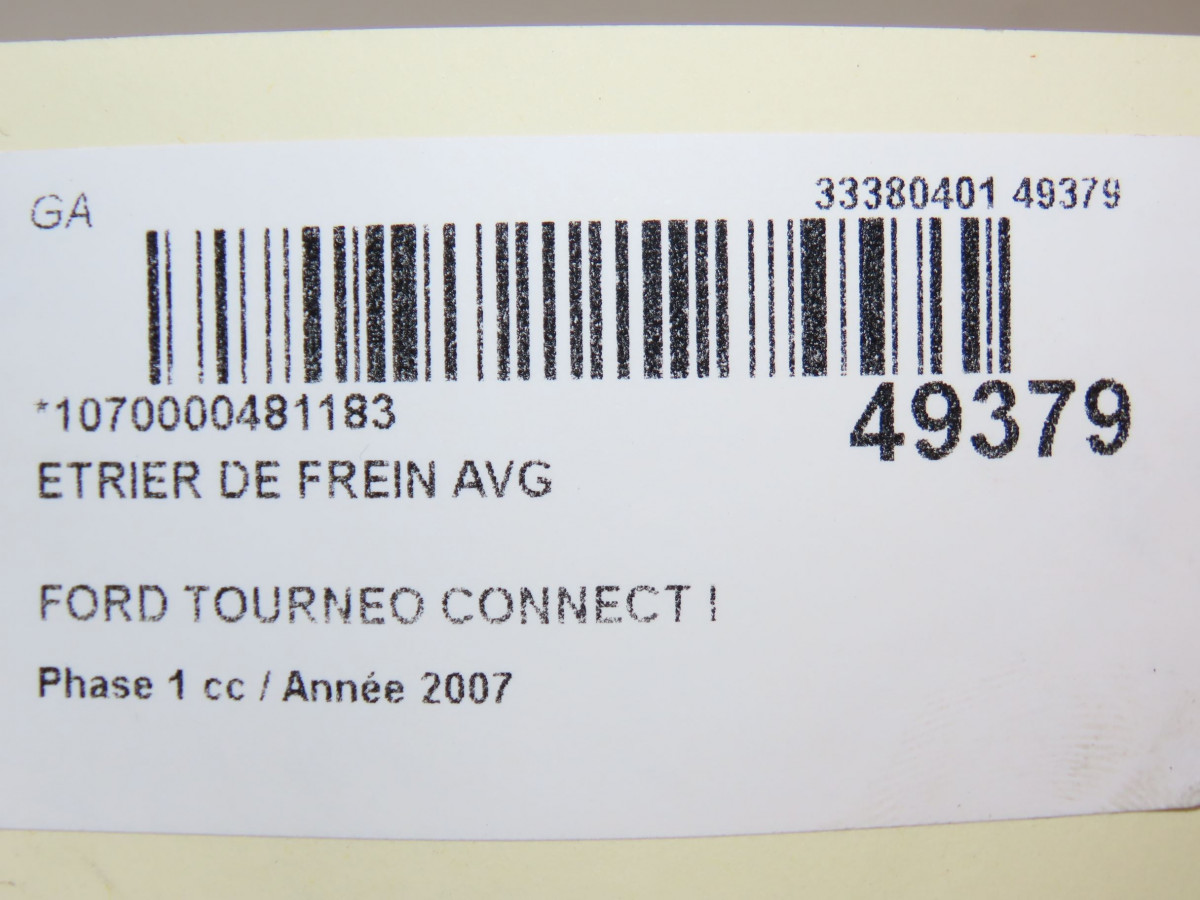 GA
33380401 49379
*1070000481183
49379
ETRIER DE FREIN AVG
FORD TOURNEO CONNECT I
Phase 1 cc / Année 2007